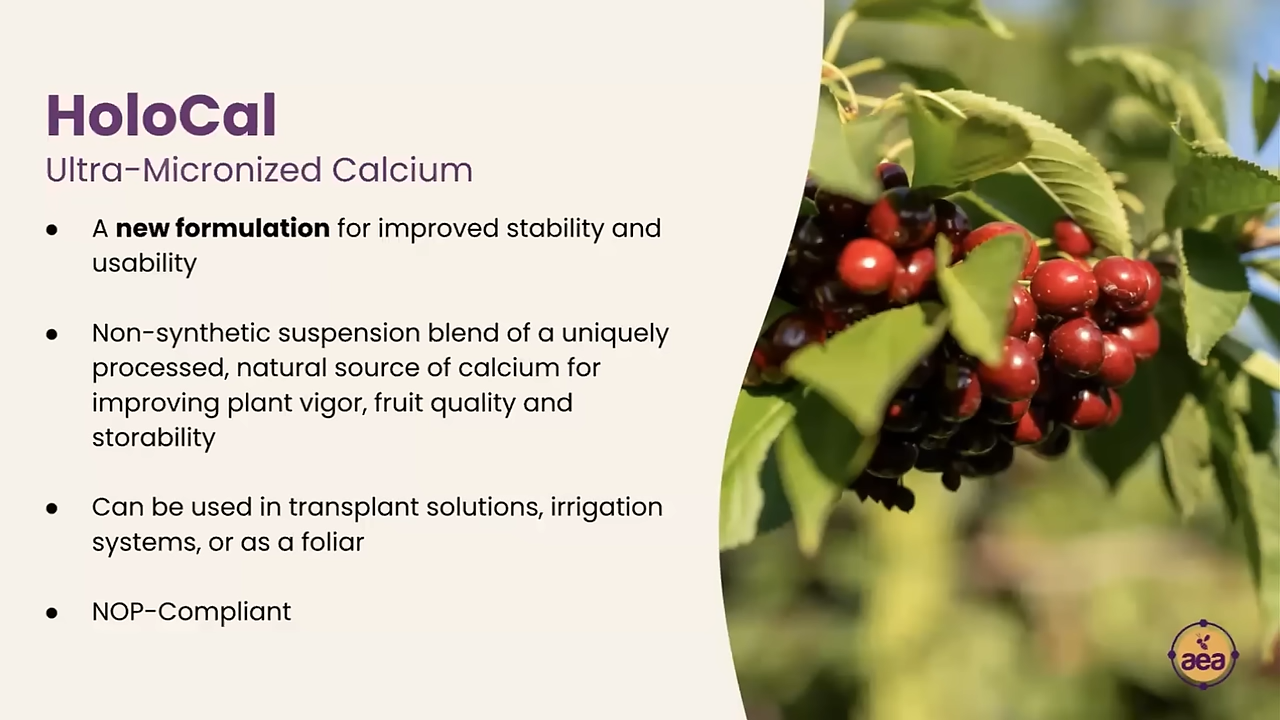 HoloCal
Ultra-Micronized Calcium
● A new formulation for improved stability and
usability
● Non-synthetic suspension blend of a uniquely
processed, natural source of calcium for
improving plant vigor, fruit quality and
storability
● Can be used in transplant solutions, irrigation
systems, or as a foliar
● NOP-Compliant
aea